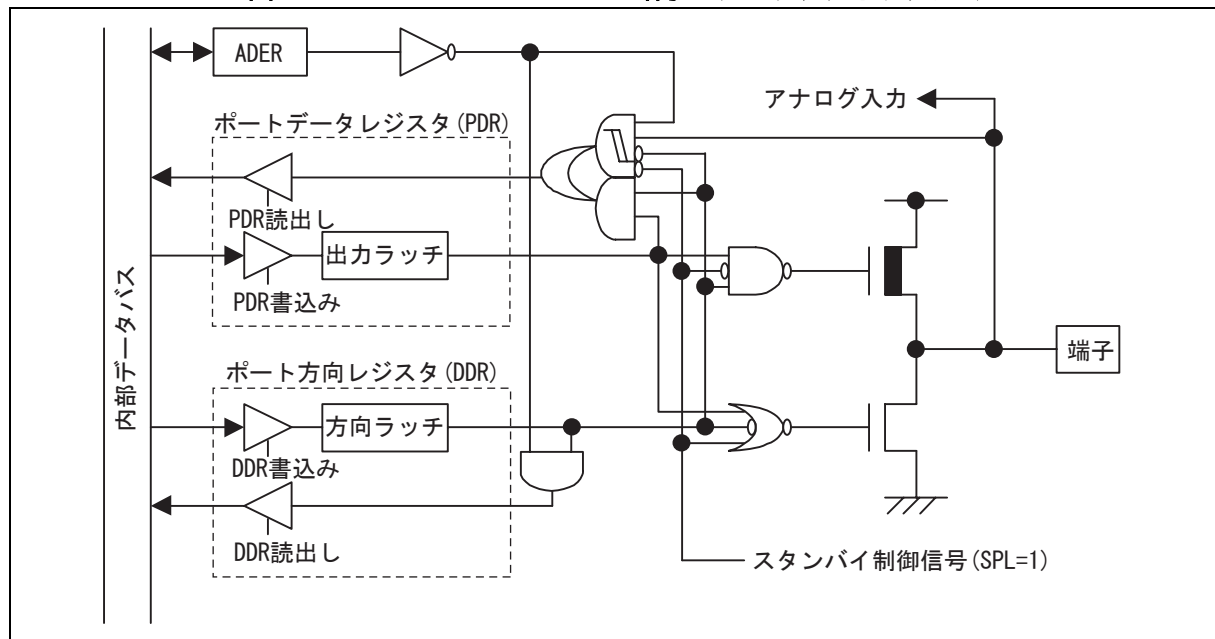 ADER
アナログ入力
ポートデータレジスタ(PDR)
PDR読出し
出力ラッチ
PDR書込み
内部データバス
端子
ポート方向レジスタ(DDR)
方向ラッチ
DDR書込み
DDR読出し
スタンバイ制御信号(SPL=1)